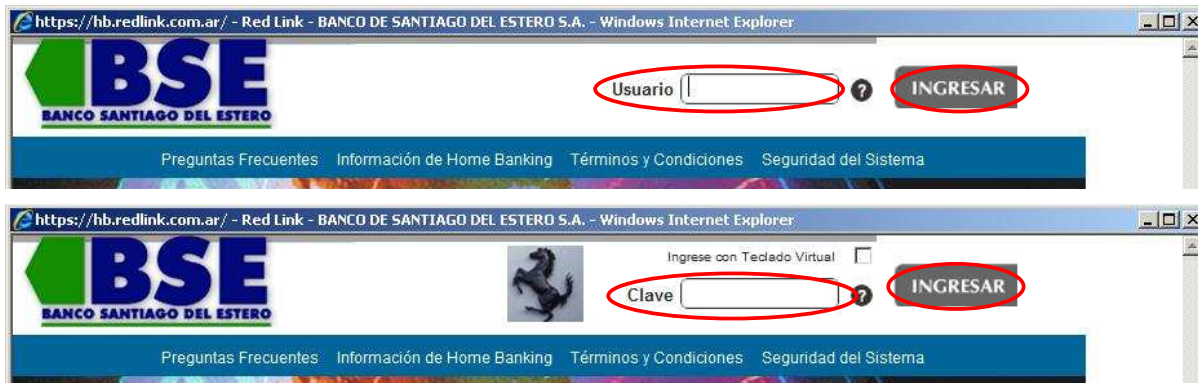 https://hb.redlink.com.ar/ - Red Link - BANCO DE SANTIAGO DEL ESTERO S.A. - Windows Internet Explorer
BSE
BANCO SANTIAGO DEL ESTERO
Usuario ? INGRESAR
Preguntas Frecuentes Información de Home Banking Términos y Condiciones Seguridad del Sistema
https://hb.redlink.com.ar/ - Red Link - BANCO DE SANTIAGO DEL ESTERO S.A. - Windows Internet Explorer
BSE
BANCO SANTIAGO DEL ESTERO
Ingrese con Teclado Virtual
Clave ? INGRESAR
Preguntas Frecuentes Información de Home Banking Términos y Condiciones Seguridad del Sistema